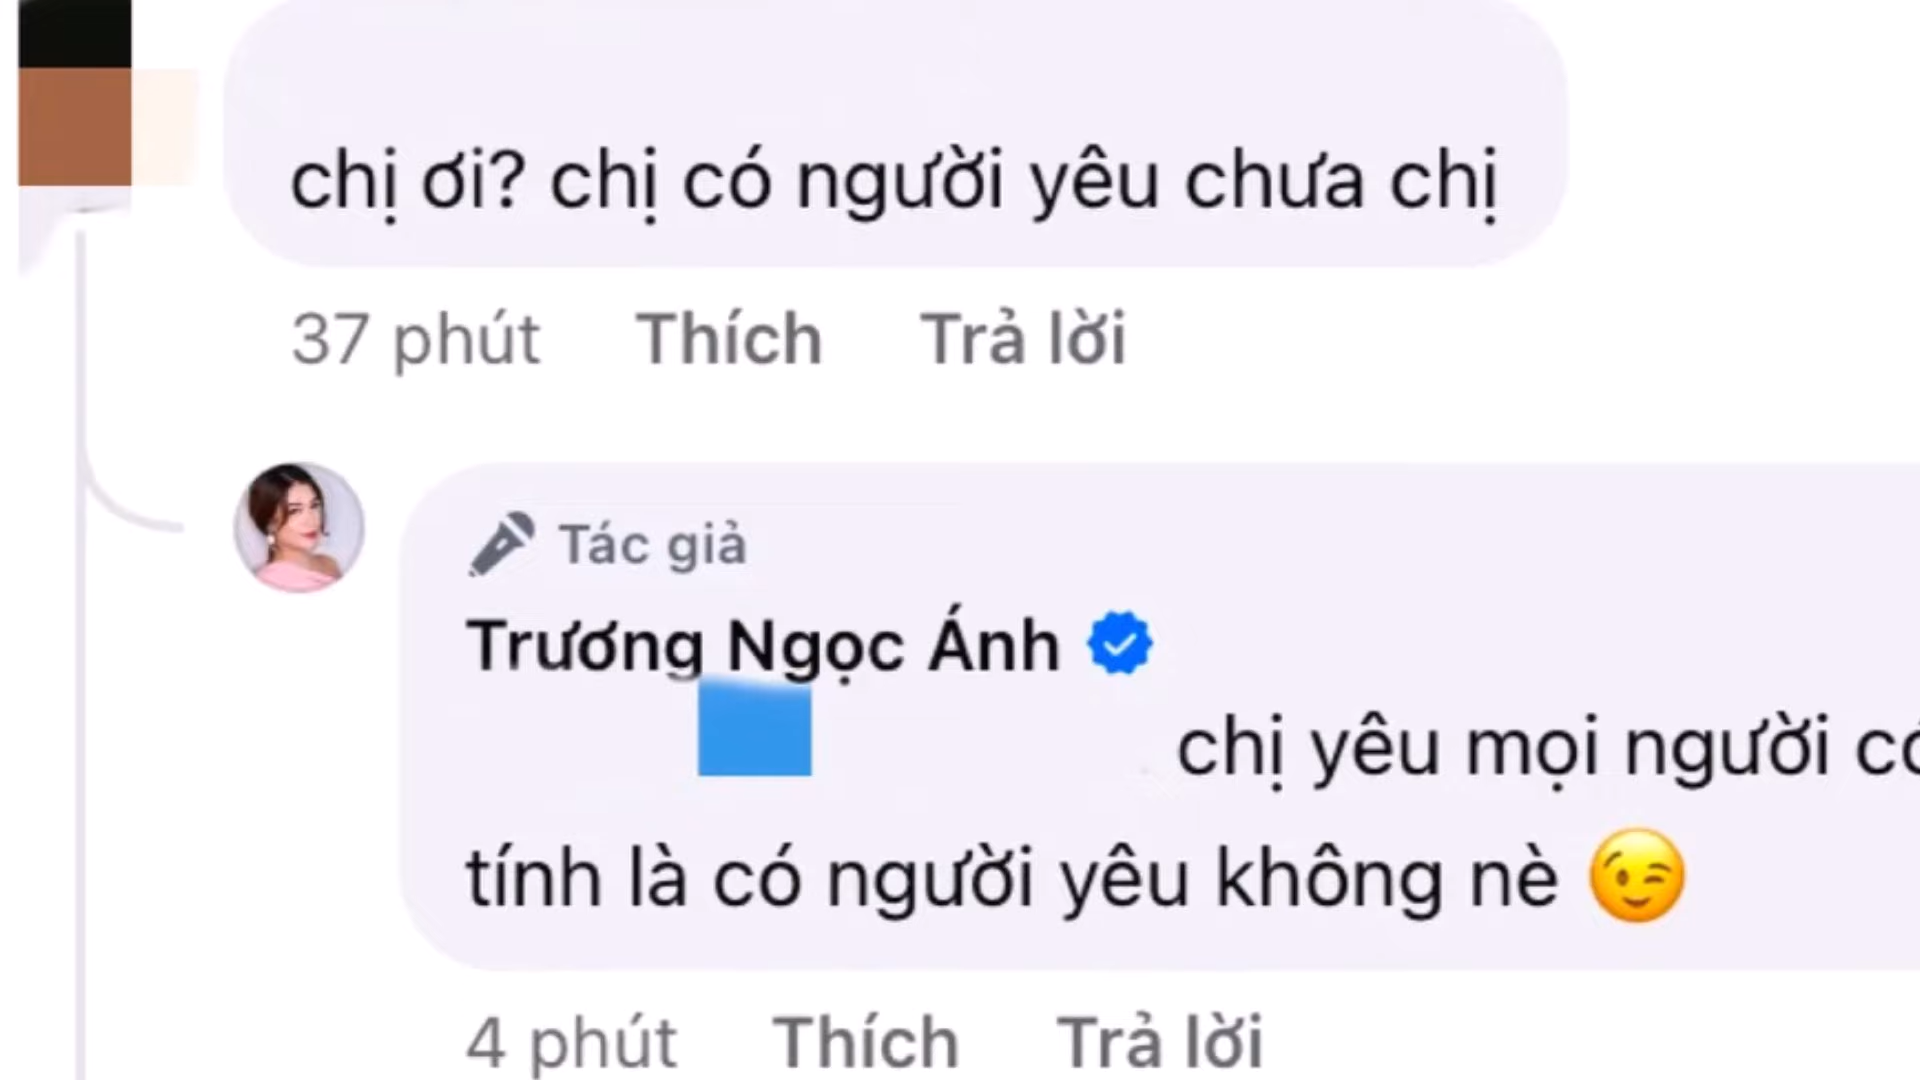 chị ơi? chị có người yêu chưa chị
37 phút Thích Trả lời
Tác giả
Trương Ngọc Ánh
chị yêu mọi người
tính là có người yêu không nè 😉
4 phút Thích Trả lời